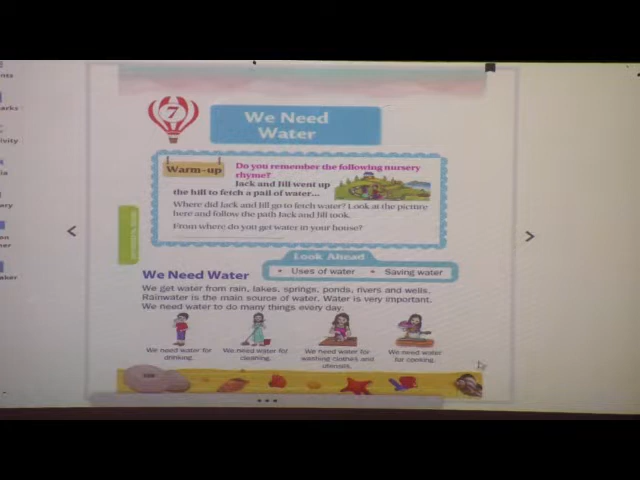 7
We Need
Water
Warm-up
Do you remember the following nursery
rhyme?
Jack and Jill went up
the hill to fetch a pail of water...
Where did Jack and Jill go to fetch water? Look at the picture
here and follow the path Jack and Jill took.
From where do you get water in your house?
Look Ahead
• Uses of water • Saving water
We Need Water
We get water from rain, lakes, springs, ponds, rivers and wells.
Rainwater is the main source of water. Water is very important.
We need water to do many things every day.
We need water for
drinking.
We need water for
cleaning.
We need water for
washing clothes and
utensils.
We need water
for cooking.